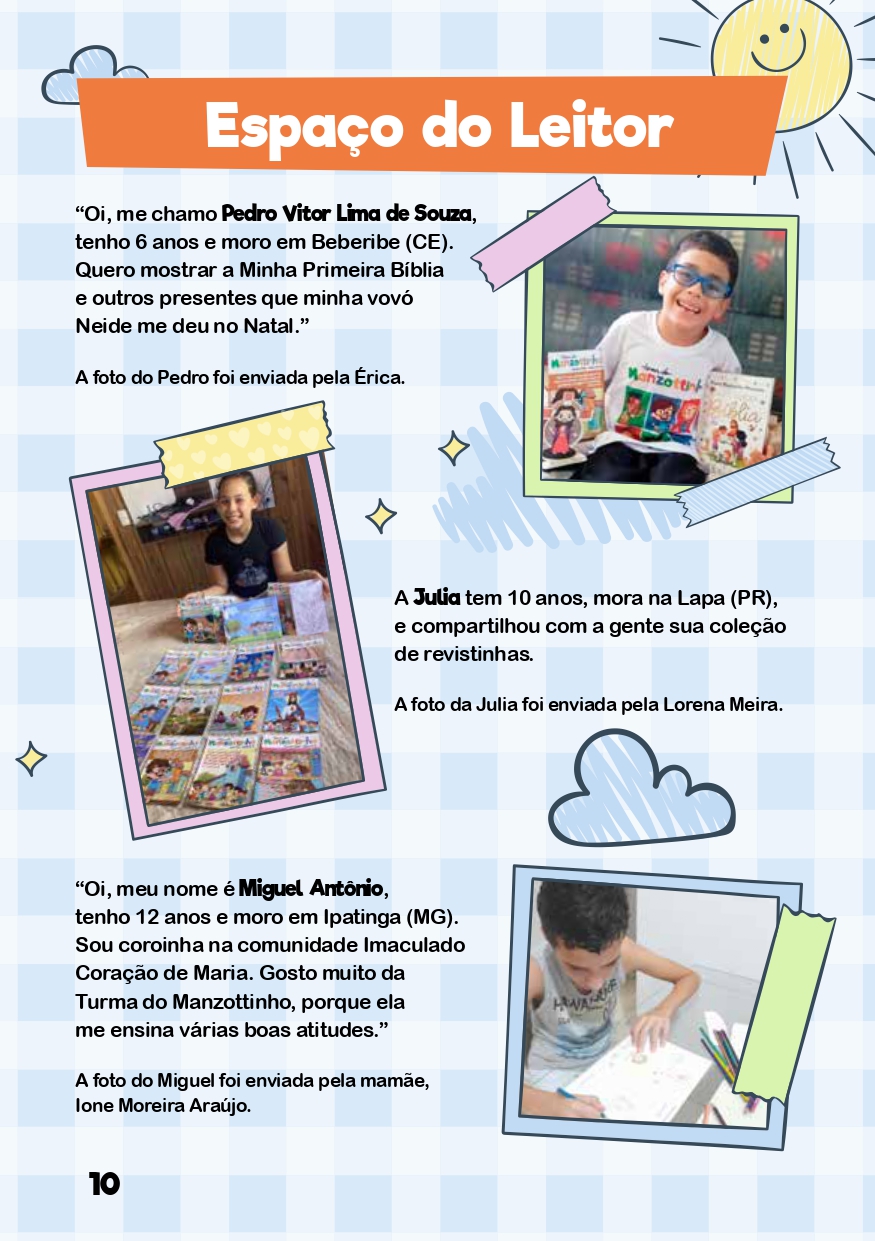 Espaço do Leitor
“Oi, me chamo Pedro Vitor Lima de Souza,
tenho 6 anos e moro em Beberibe (CE).
Quero mostrar a Minha Primeira Bíblia
e outros presentes que minha vovó
Neide me deu no Natal.”
A foto do Pedro foi enviada pela Érica.
Manzottinho
Bíblia
A Julia tem 10 anos, mora na Lapa (PR),
e compartilhou com a gente sua coleção
de revistinhas.
A foto da Julia foi enviada pela Lorena Meira.
“Oi, meu nome é Miguel Antônio,
tenho 12 anos e moro em Ipatinga (MG).
Sou coroinha na comunidade Imaculado
Coração de Maria. Gosto muito da
Turma do Manzottinho, porque ela
me ensina várias boas atitudes.”
A foto do Miguel foi enviada pela mamãe,
Ione Moreira Araújo.
10